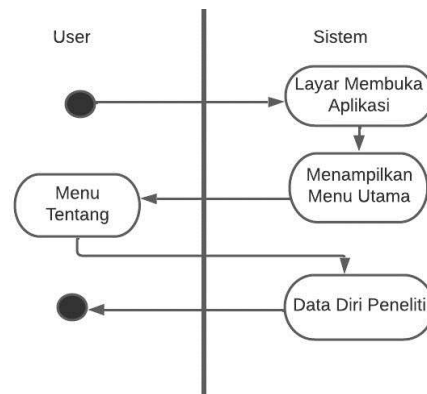 User
Sistem
Layar Membuka
Aplikasi
Menampilkan
Menu Utama
Menu
Tentang
Data Diri Peneliti